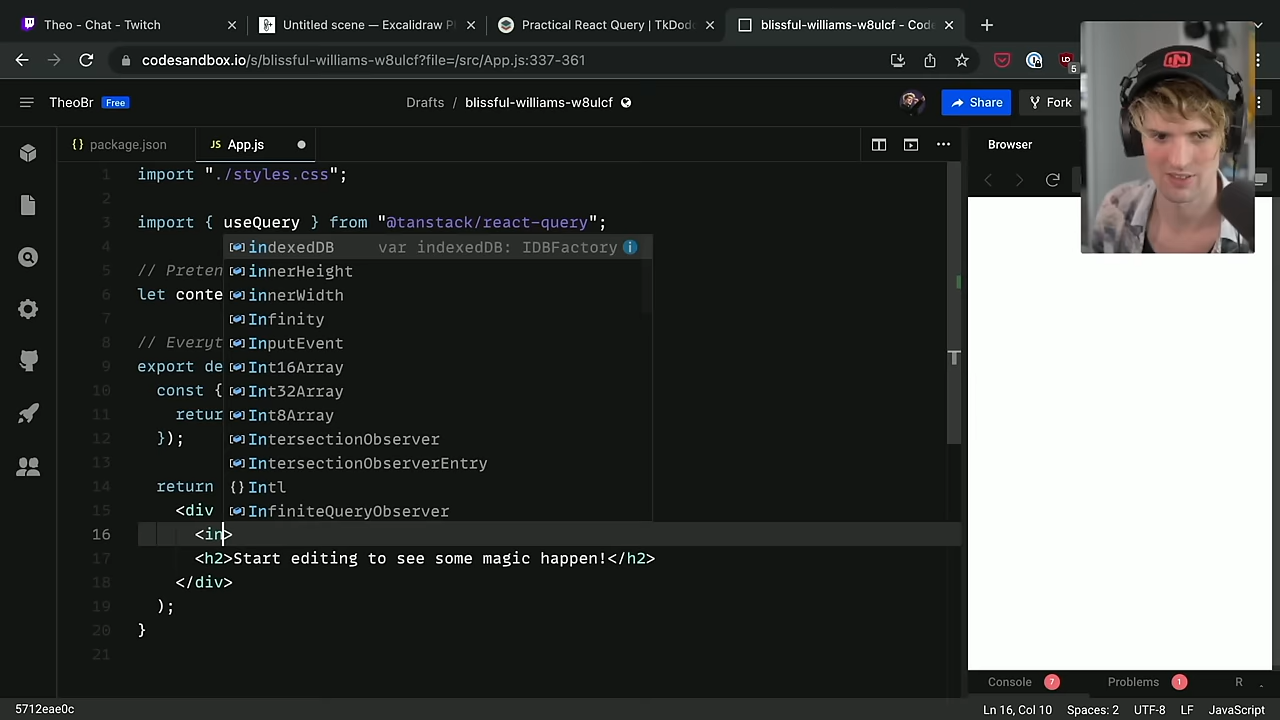 Theo - Chat - Twitch
Untitled scene — Excalidraw P
Practical React Query | TkDodo
blissful-williams-w8ulcf - Code
codesandbox.io/s/blissful-williams-w8ulcf?file=/src/App.js:337-361
5
TheoBr Free
Drafts / blissful-williams-w8ulcf
Share
Fork
{} package.json
JS App.js
Browser
1 import "./styles.css";
2
3 import { useQuery } from "@tanstack/react-query";
4
indexedDB var indexedDB: IDBFactory
innerHeight
5 // Preten
innerWidth
6 let conte
Infinity
7
InputEvent
8 // Everyt
Int16Array
9 export de
Int32Array
10 const {
Int8Array
11 retur
IntersectionObserver
12 });
IntersectionObserverEntry
13
{} Intl
14 return
InfiniteQueryObserver
15 <div
16 <in>
17 <h2>Start editing to see some magic happen!</h2>
18 </div>
19 );
20 }
21
Console 7 Problems 1 R
5712eae0c
Ln 16, Col 10 Spaces: 2 UTF-8 LF JavaScript